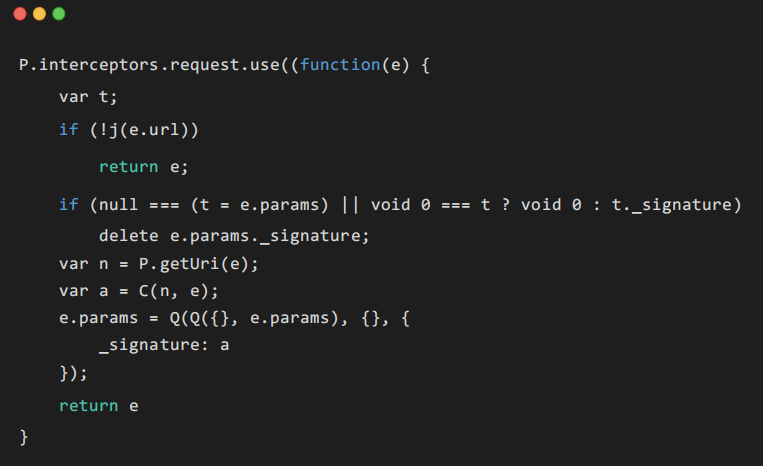 P.interceptors.request.use((function(e) {
    var t;
    if (!j(e.url))
        return e;
    if (null === (t = e.params) || void 0 === t ? void 0 : t._signature)
        delete e.params._signature;
    var n = P.getUri(e);
    var a = C(n, e);
    e.params = Q(Q({}, e.params), {}, {
        _signature: a
    });
    return e
}